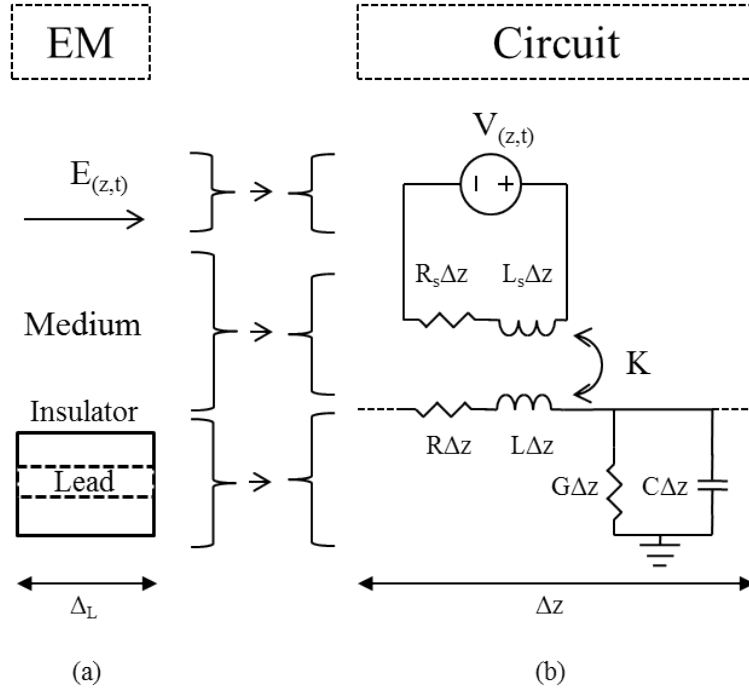 EM
Circuit
V(z,t)
E(z,t)
RsΔz
LsΔz
Medium
K
Insulator
Lead
RΔz
LΔz
GΔz
CΔz
ΔL
Δz
(a)
(b)